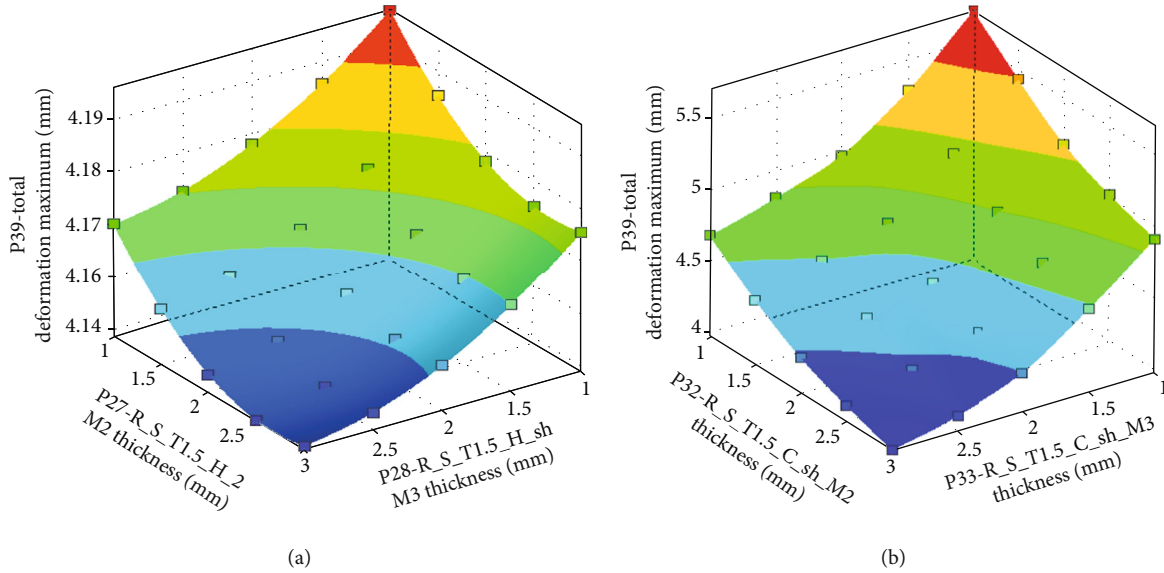 P39-total
deformation maximum (mm)
4.19
4.18
4.17
4.16
4.14
1
1.5
2
2.5
3
P27-R_S_T1.5_H_2
M2 thickness (mm)
2.5
2
1.5
1
P28-R_S_T1.5_H_sh
M3 thickness (mm)
(a)
P39-total
deformation maximum (mm)
5.5
5
4.5
4
1
1.5
2
2.5
3
P32-R_S_T1.5_C_sh_M2
thickness (mm)
2.5
2
1.5
1
P33-R_S_T1.5_C_sh_M3
thickness (mm)
(b)